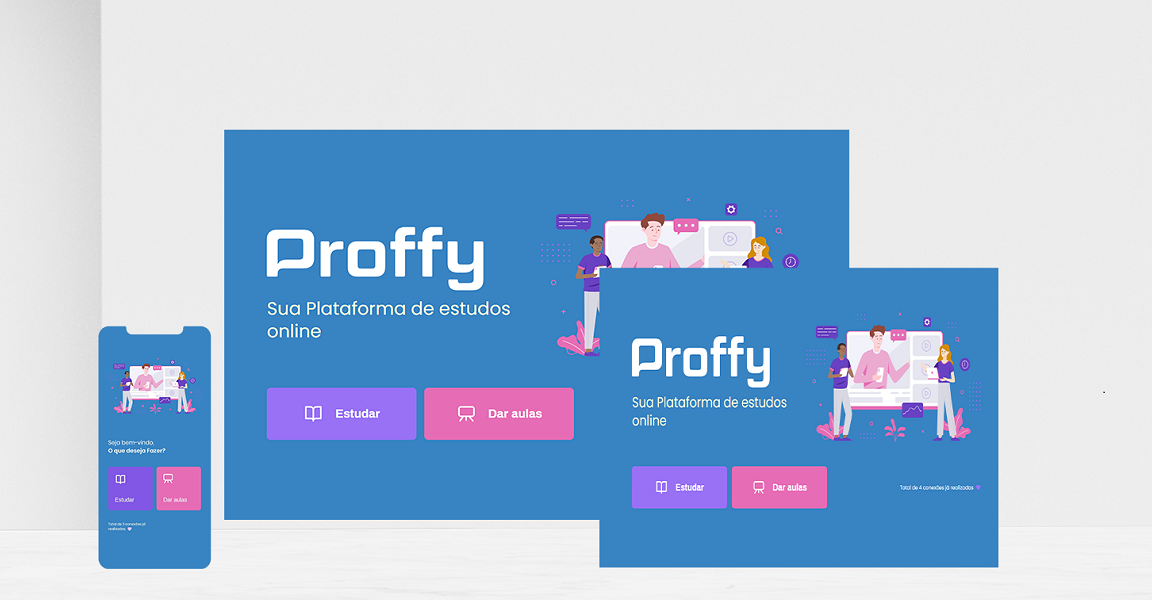 Proffy
Sua Plataforma de estudos
online
Estudar
Dar aulas
Proffy
Sua Plataforma de estudos
online
Estudar
Dar aulas
Total de 4 conexões já realizadas
Seja bem-vindo,
O que deseja Fazer?
Estudar
Dar aulas
Total de 3 conexões já
realizadas.